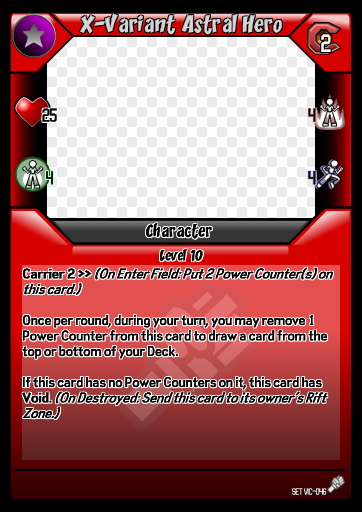 X-Variant Astral Hero
2
25
4
4
4
Character
Level 10
Carrier 2 >> (On Enter Field: Put 2 Power Counter(s) on
this card.)
Once per round, during your turn, you may remove 1
Power Counter from this card to draw a card from the
top or bottom of your Deck.
If this card has no Power Counters on it, this card has
Void. (On Destroyed: Send this card to its owner's Rift
Zone.)
SET VIC-046